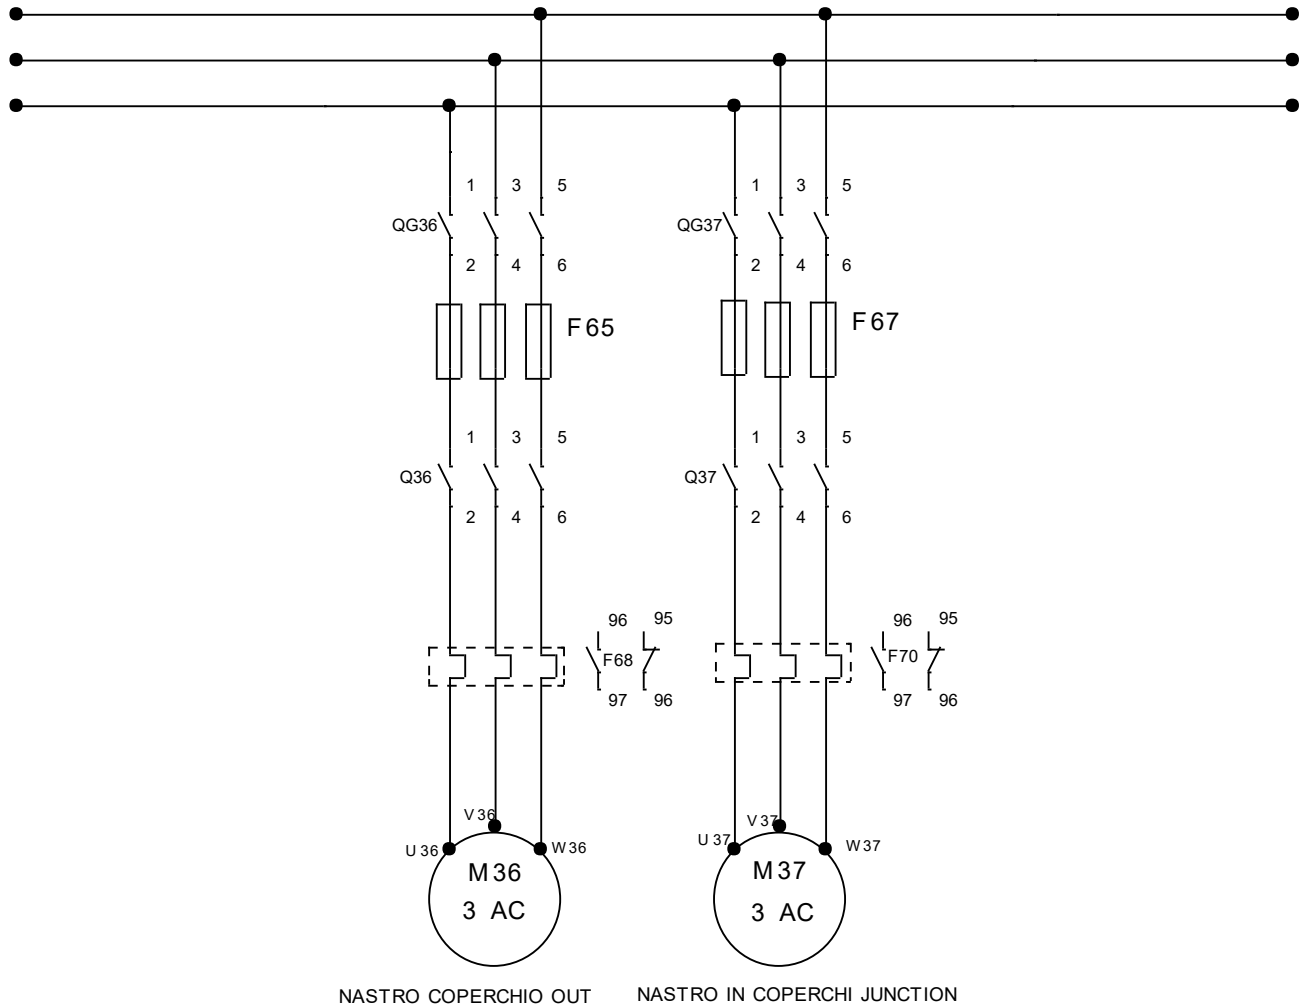 1 3 5 1 3 5
QG36 QG37
2 4 6 2 4 6
F65 F67
1 3 5 1 3 5
Q36 Q37
2 4 6 2 4 6
96 95 96 95
F68 F70
97 96 97 96
V36 V37
U36 W36 U37 W37
M36 M37
3 AC 3 AC
NASTRO COPERCHIO OUT NASTRO IN COPERCHI JUNCTION